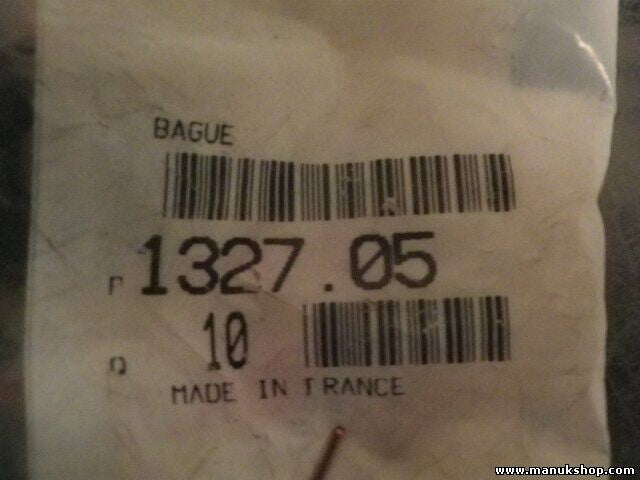 BAGUE
P 1327.05
Q 10
MADE IN FRANCE
www.manukshop.com